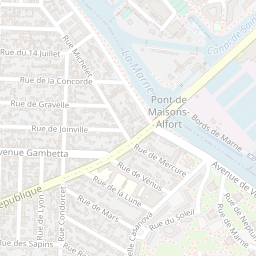 Canal de Sai
Rue du 14 Juillet
Rue Michelet
La Marne
Rue de la Concorde
Pont de
Maisons-
Alfort
Rue de Gravelle
Rue de Joinville
Bords de Marne
Avenue Gambetta
Rue de Mercure
Avenue de V
République
Rue de Vénus
Rue de Lyon
Rue Condorcet
Rue de la Lune
Rue de Mars
Rue du Soleil
Rue de Neptune
Casanova
Rue des Sapins